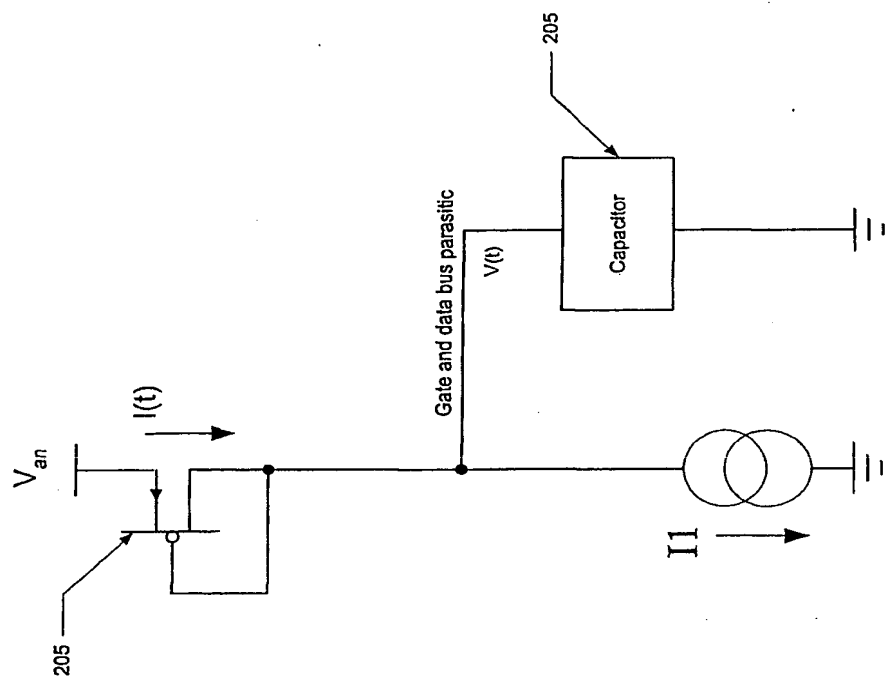 V_an
I(t)
205
Gate and data bus parasitic
V(t)
205
Capacitor
I1